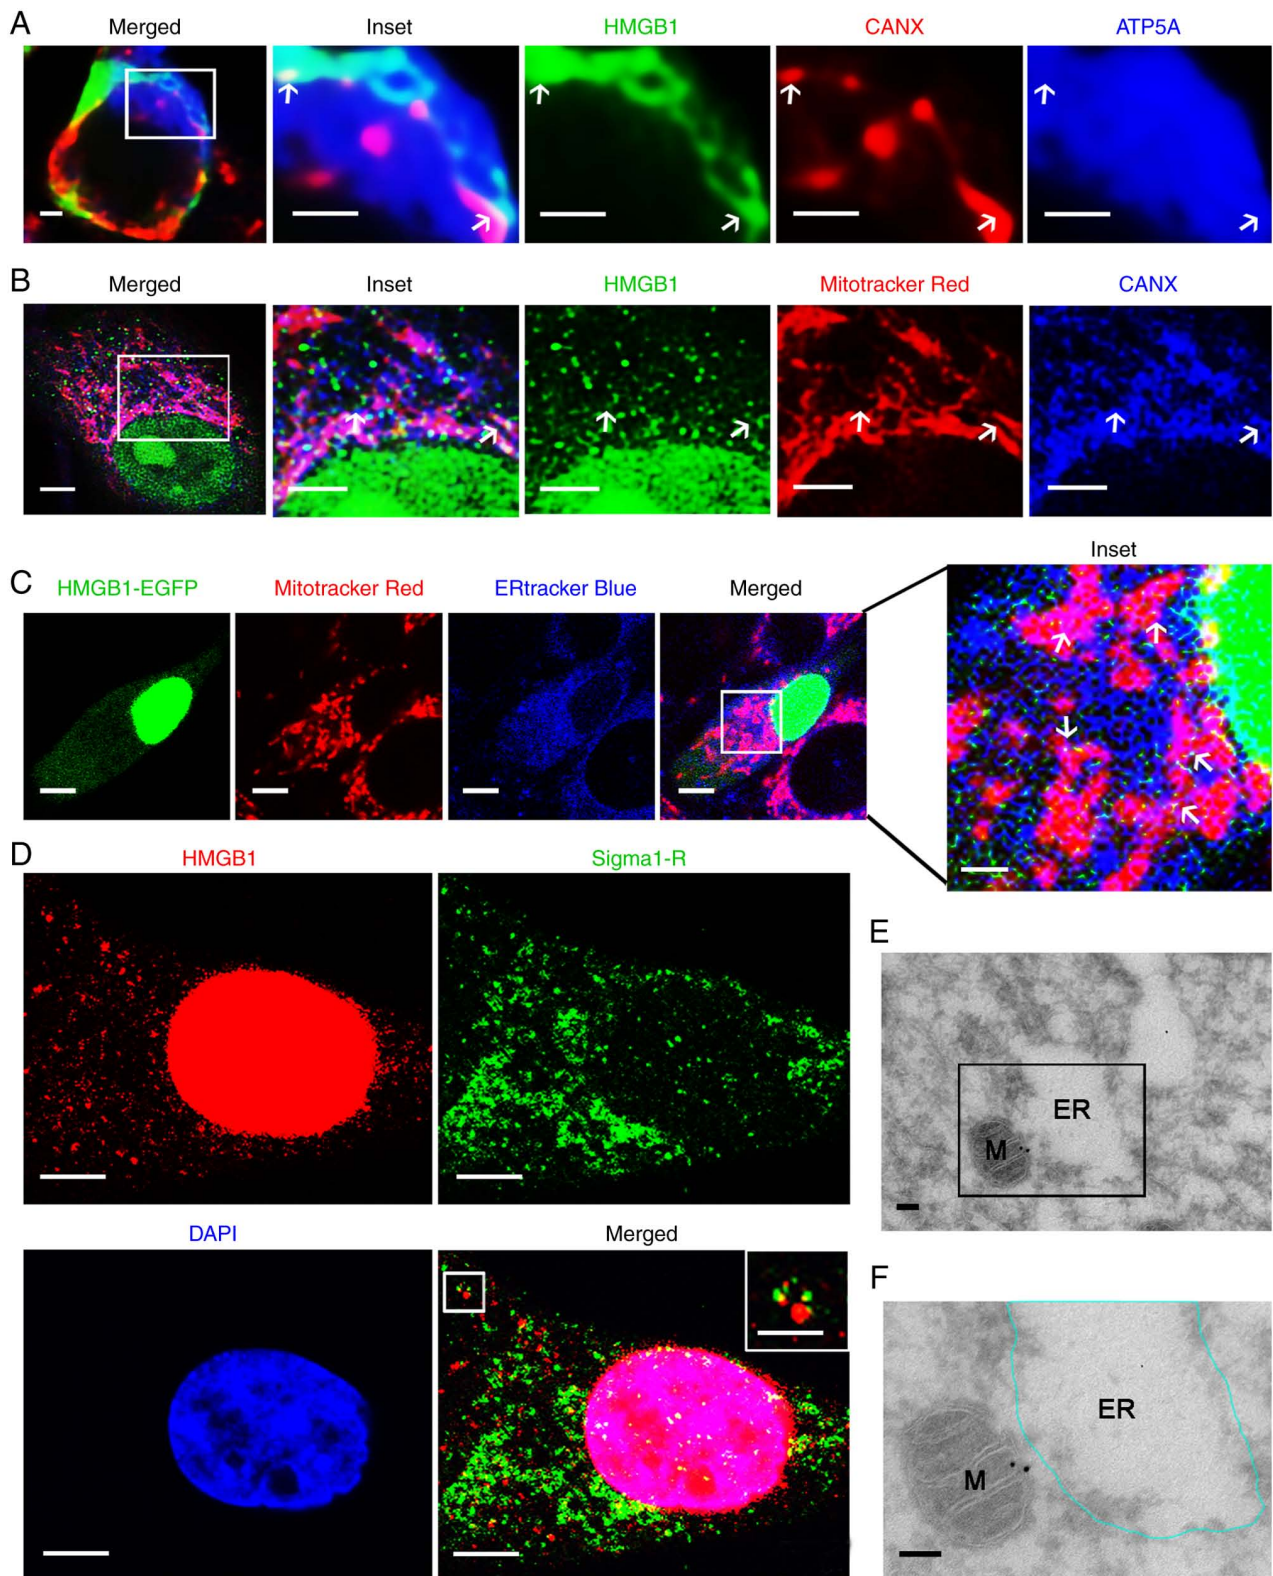 A
Merged Inset HMGB1 CANX ATP5A
B
Merged Inset HMGB1 Mitotracker Red CANX
C
HMGB1-EGFP Mitotracker Red ERtracker Blue Merged
Inset
D
HMGB1 Sigma1-R
DAPI Merged
E
ER
M
F
ER
M